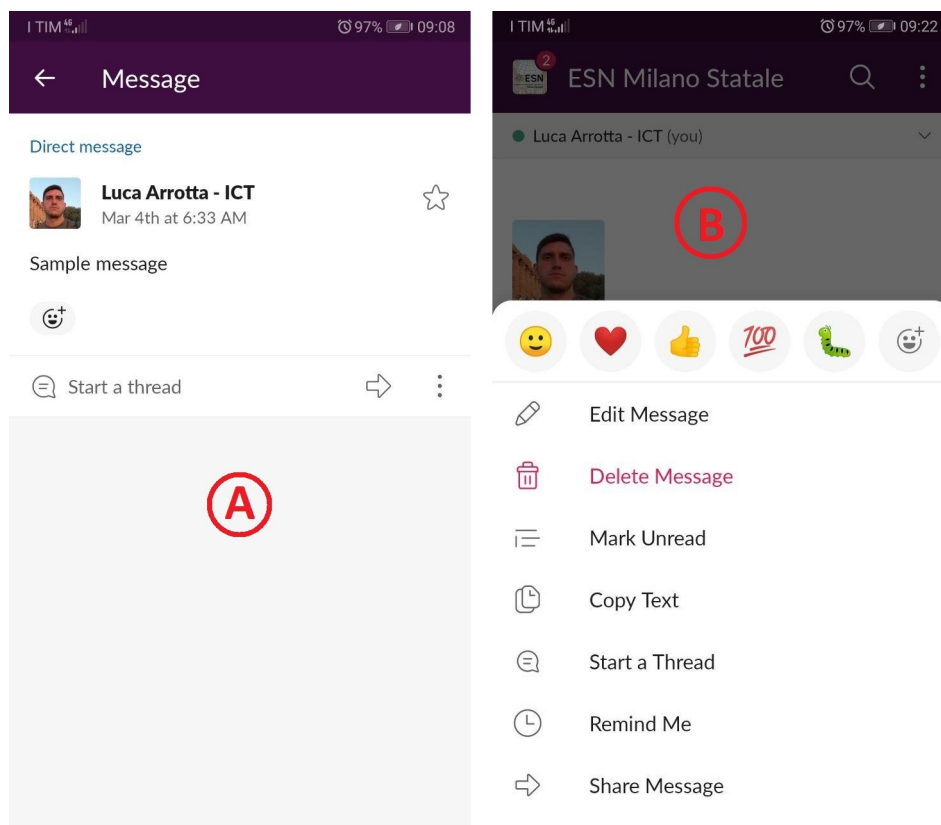 I TIM 4G 97% 09:08
Message
Direct message
Luca Arrotta - ICT
Mar 4th at 6:33 AM
Sample message
Start a thread
A
I TIM 4G 97% 09:22
2
ESN
ESN Milano Statale
Luca Arrotta - ICT (you)
B
100
Edit Message
Delete Message
Mark Unread
Copy Text
Start a Thread
Remind Me
Share Message